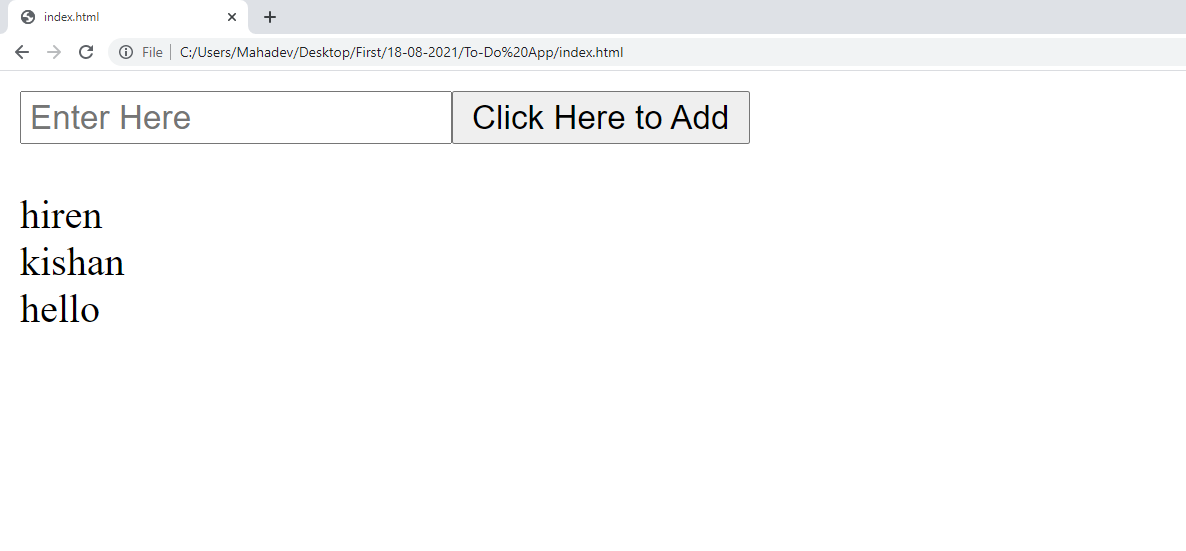 index.html
File C:/Users/Mahadev/Desktop/First/18-08-2021/To-Do%20App/index.html
Enter Here Click Here to Add
hiren
kishan
hello